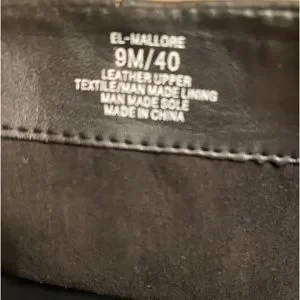 EL-MALLORE
9M/40
LEATHER UPPER
TEXTILE/MAN MADE LINING
MAN MADE SOLE
MADE IN CHINA